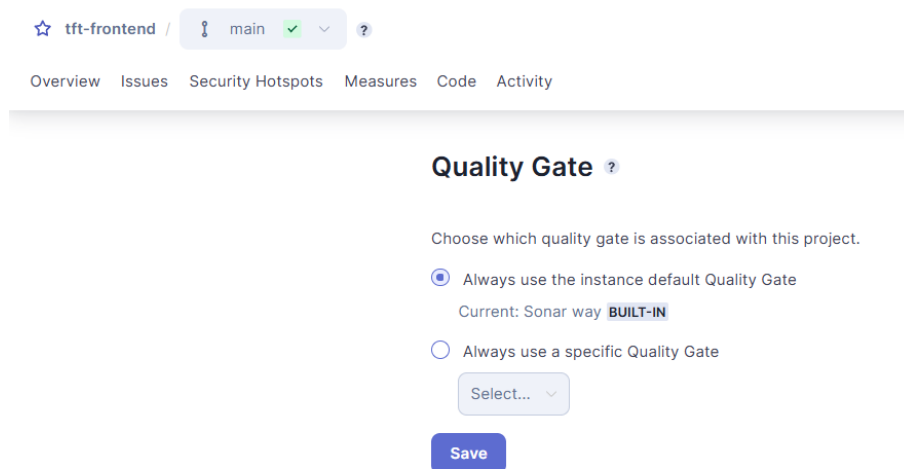 tft-frontend / main ?
Overview Issues Security Hotspots Measures Code Activity
Quality Gate ?
Choose which quality gate is associated with this project.
Always use the instance default Quality Gate
Current: Sonar way BUILT-IN
Always use a specific Quality Gate
Select...
Save